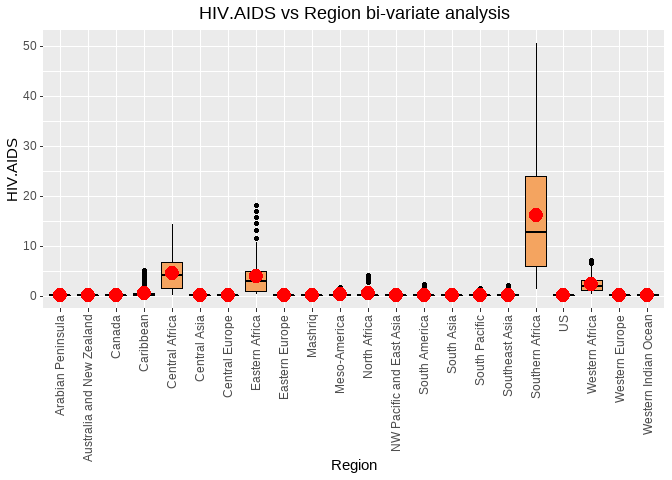 HIV.AIDS vs Region bi-variate analysis
HIV.AIDS
50
40
30
20
10
0
Arabian Peninsula
Australia and New Zealand
Canada
Caribbean
Central Africa
Central Asia
Central Europe
Eastern Africa
Eastern Europe
Mashriq
Meso-America
North Africa
NW Pacific and East Asia
South America
South Asia
South Pacific
Southeast Asia
Southern Africa
US
Western Africa
Western Europe
Western Indian Ocean
Region